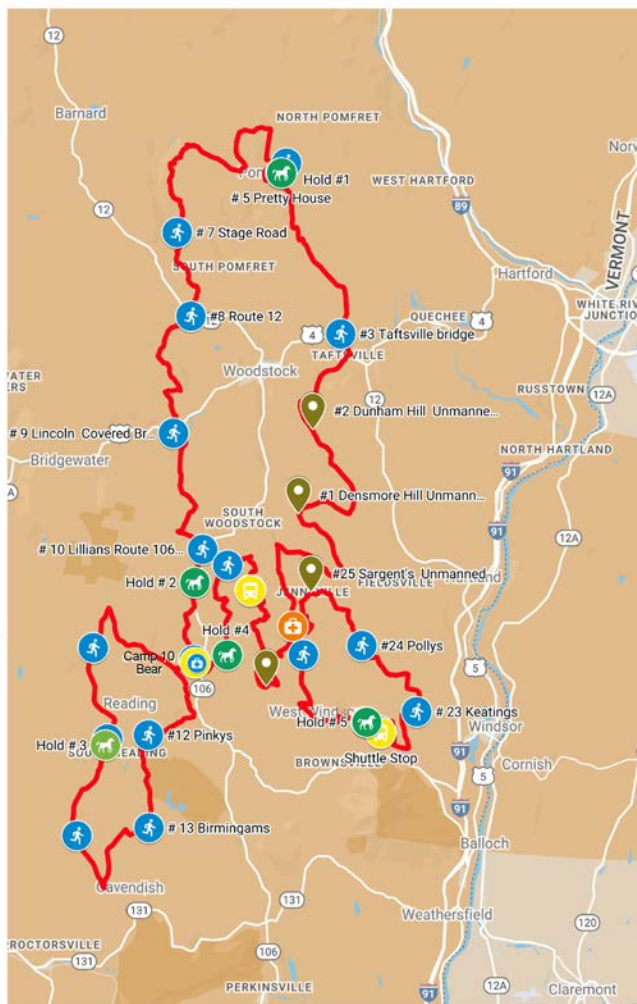 12
Barnard
NORTH POMFRET
Hold #1
# 5 Pretty House
WEST HARTFORD
89
VERMONT
12
# 7 Stage Road
SOUTH POMFRET
Hartford
WHITE RIV
JUNCTION
#8 Route 12
12
4
QUECHEE
4
#3 Taftsville bridge
TAFTSVILLE
5
Woodstock
12
RUSSTOWN
12A
#2 Dunham Hill Unmanne...
# 9 Lincoln Covered Br...
Bridgewater
NORTH HARTLAND
91
#1 Densmore Hill Unmann...
91
SOUTH
WOODSTOCK
12A
# 10 Lillians Route 106...
#25 Sargent's Unmanned
FIELDSVILLE
Hold # 2
Hold #4
#24 Pollys
5
Camp 10
Bear
106
Reading
West Windsor
# 23 Keatings
Hold # 5
Windsor
#12 Pinkys
Hold # 3
Shuttle Stop
BROWNSVILLE
5
Cornish
91
# 13 Birmingams
Balloch
Cavendish
131
131
Weathersfield
120
PROCTORSVILLE
131
106
PERKINSVILLE
91
12A
Claremont